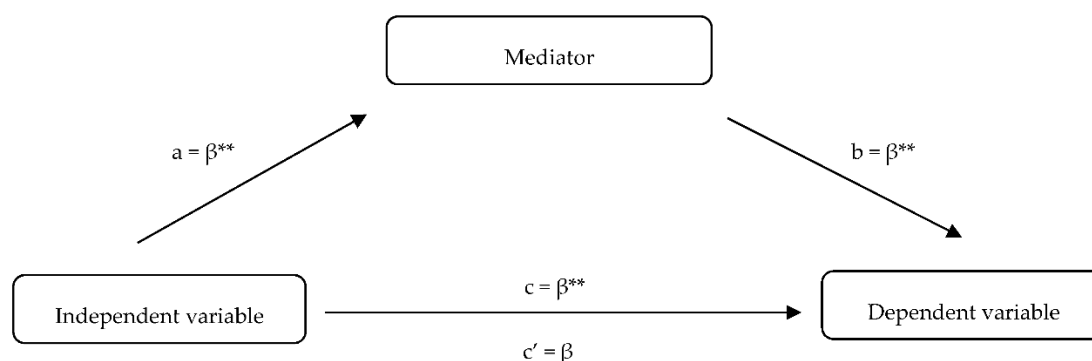 Mediator
a = β**
b = β**
c = β**
Independent variable
Dependent variable
c’ = β